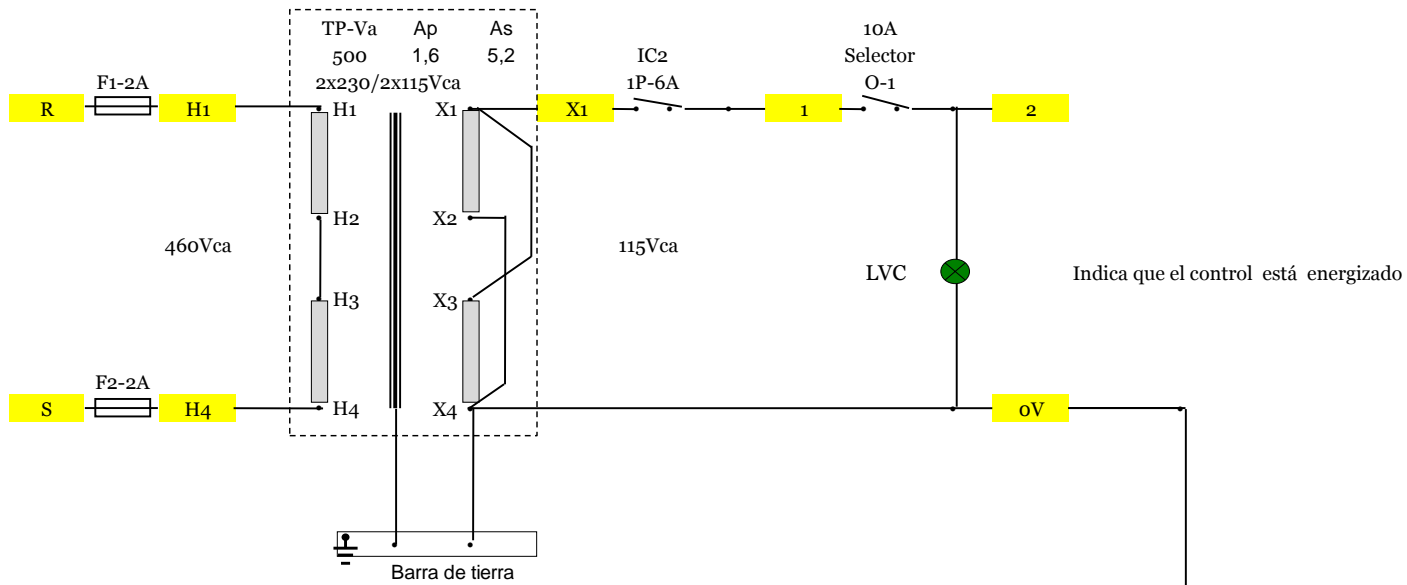 TP-Va Ap As
500 1,6 5,2
2x230/2x115Vca
10A
Selector
O-1
IC2
1P-6A
F1-2A
R H1 H1 X1 X1 1 2
H2 X2
460Vca 115Vca
LVC Indica que el control está energizado
H3 X3
F2-2A
S H4 H4 X4 0V
Barra de tierra